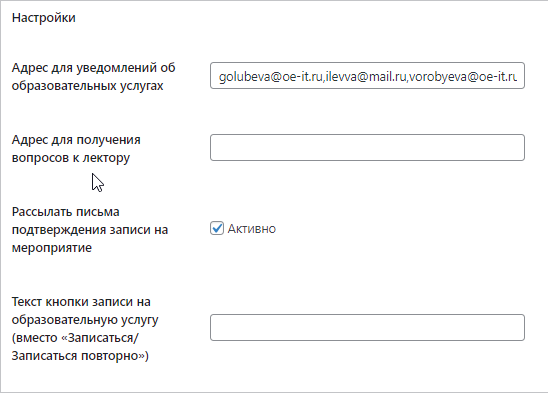 Настройки
Адрес для уведомлений об
образовательных услугах
golubeva@oe-it.ru,ilevva@mail.ru,vorobyeva@oe-it.ru
Адрес для получения
вопросов к лектору
Рассылать письма
подтверждения записи на
мероприятие
Активно
Текст кнопки записи на
образовательную услугу
(вместо «Записаться/
Записаться повторно»)